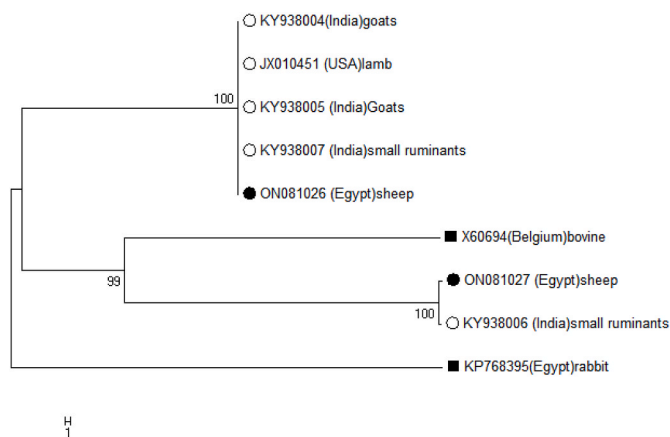 KY938004(India)goats
JX010451 (USA)lamb
100
KY938005 (India)Goats
KY938007 (India)small ruminants
ON081026 (Egypt)sheep
X60694(Belgium)bovine
99
ON081027 (Egypt)sheep
100
KY938006 (India)small ruminants
KP768395(Egypt)rabbit
1